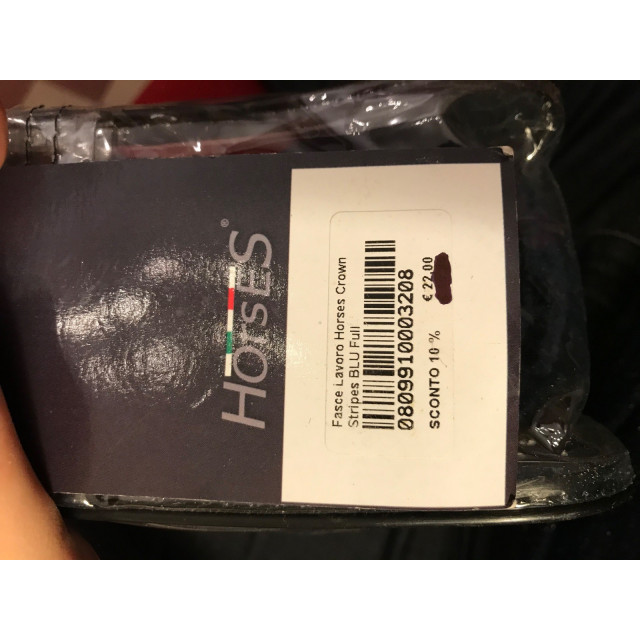 HorsES®
Fasce Lavoro Horses Crown
Stripes BLU Full
0809910003208
€ 22,00
SCONTO 10 %